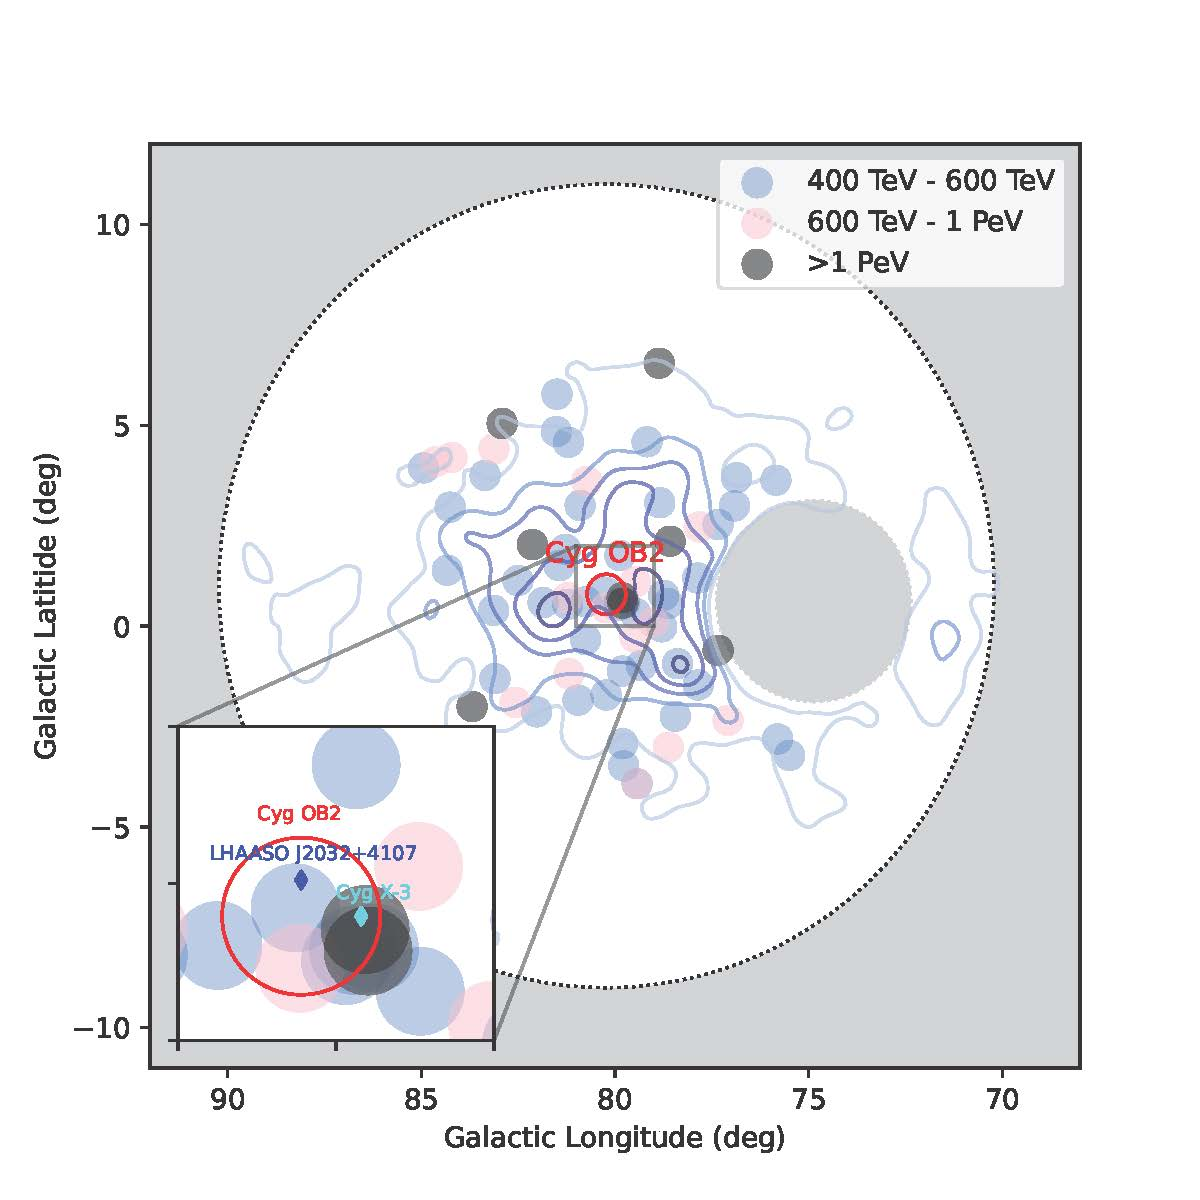 400 TeV - 600 TeV
600 TeV - 1 PeV
>1 PeV
10
5
0
−5
−10
Galactic Latitide (deg)
Cyg OB2
Cyg OB2
LHAASO J2032+4107
Cyg X-3
90
85
80
75
70
Galactic Longitude (deg)